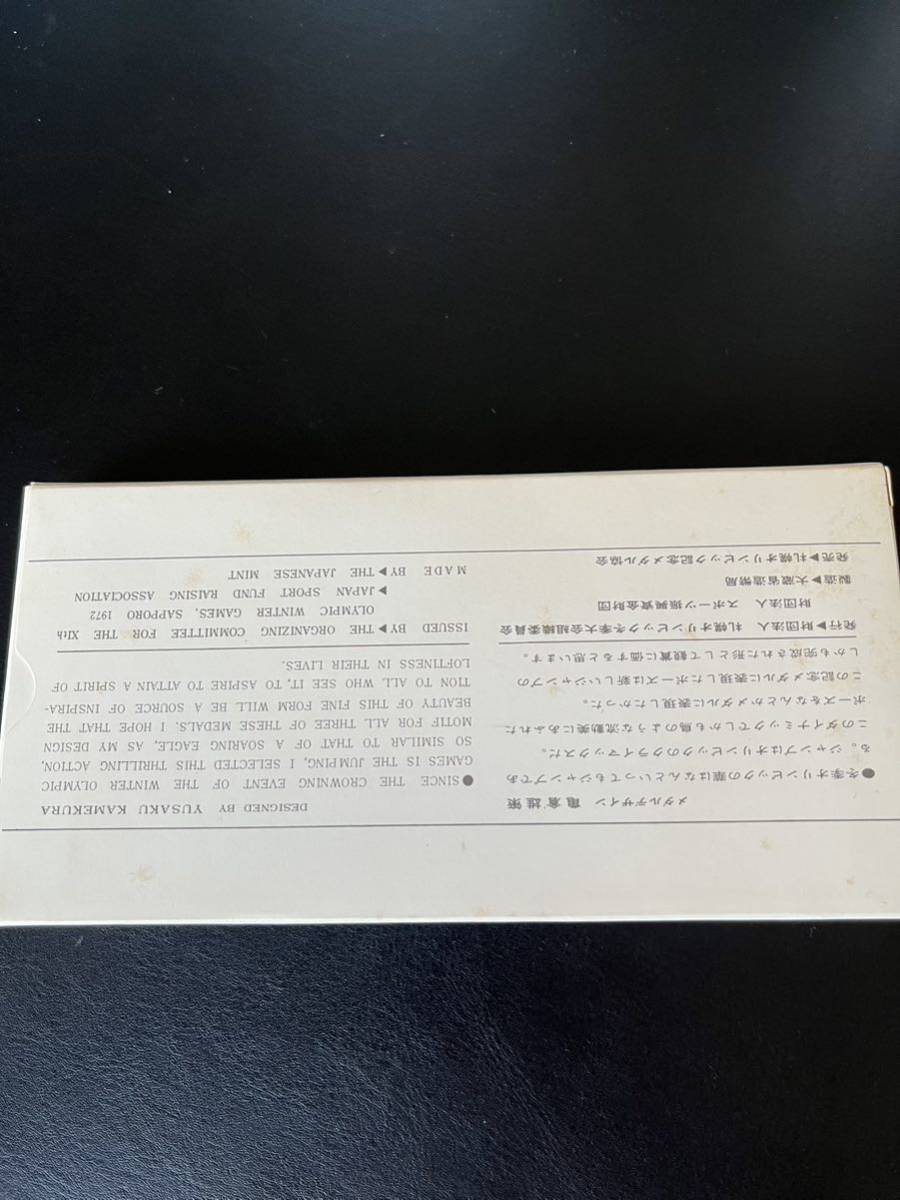 メダルデザイン　亀倉雄策
●冬季オリンピックの華はなんといってもジャンプであ
る。ジャンプはオリンピックのクライマックスだ。
このダイナミックでしかも鳥のような流動美にあふれた
ポーズをなんとかメダルに表現したかった。
この記念メダルに表現したポーズは新しいジャンプの
しかも完成された形として観賞に価すると思います。
発行▶財団法人　札幌オリンピック冬季大会組織委員会
財団法人　スポーツ振興資金財団
製造▶大蔵省造幣局
発売▶札幌オリンピック記念メダル協会
DESIGNED BY YUSAKU KAMEKURA
●SINCE THE CROWNING EVENT OF THE WINTER OLYMPIC
GAMES IS THE JUMPING, I SELECTED THIS THRILLING ACTION,
SO SIMILAR TO THAT OF A SOARING EAGLE, AS MY DESIGN
MOTIF FOR ALL THREE OF THESE MEDALS. I HOPE THAT THE
BEAUTY OF THIS FINE FORM WILL BE A SOURCE OF INSPIRA-
TION TO ALL WHO SEE IT, TO ASPIRE TO ATTAIN A SPIRIT OF
LOFTINESS IN THEIR LIVES.
ISSUED BY▶THE ORGANIZING COMMITTEE FOR THE XIth
OLYMPIC WINTER GAMES, SAPPORO 1972
▶JAPAN SPORT FUND RAISING ASSOCIATION
MADE BY▶THE JAPANESE MINT